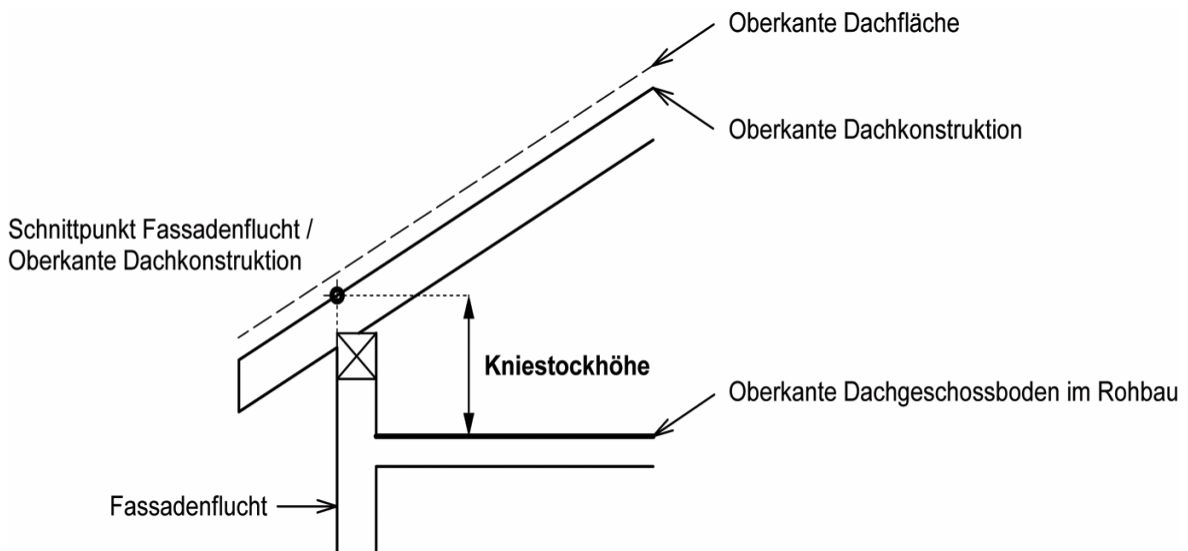 Oberkante Dachfläche
Oberkante Dachkonstruktion
Schnittpunkt Fassadenflucht /
Oberkante Dachkonstruktion
Kniestockhöhe
Oberkante Dachgeschossboden im Rohbau
Fassadenflucht